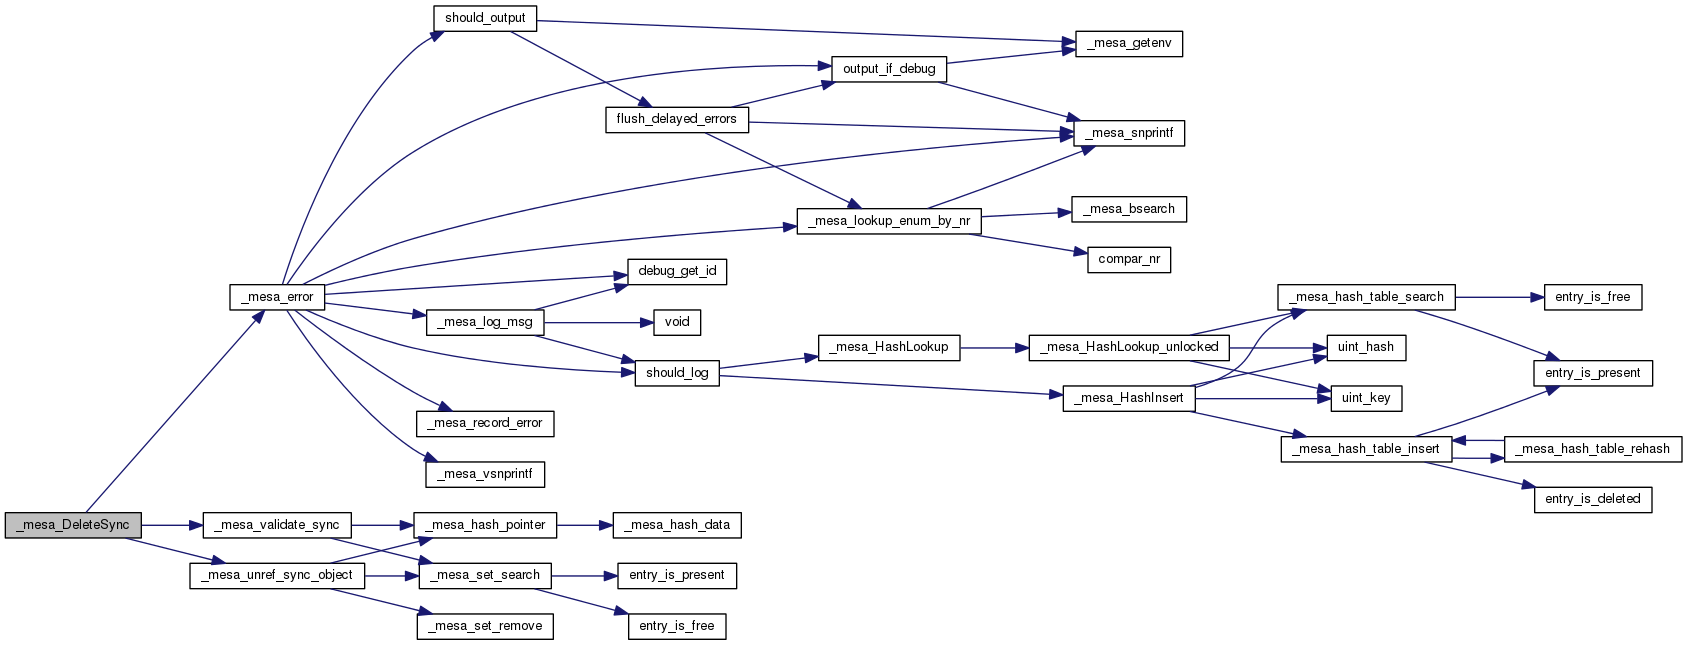 should_output
_mesa_getenv
output_if_debug
flush_delayed_errors
_mesa_snprintf
_mesa_bsearch
_mesa_lookup_enum_by_nr
compar_nr
debug_get_id
_mesa_error
_mesa_hash_table_search
entry_is_free
_mesa_log_msg
void
_mesa_HashLookup
_mesa_HashLookup_unlocked
uint_hash
should_log
entry_is_present
_mesa_HashInsert
uint_key
_mesa_record_error
_mesa_hash_table_insert
_mesa_hash_table_rehash
_mesa_vsnprintf
entry_is_deleted
_mesa_DeleteSync
_mesa_validate_sync
_mesa_hash_pointer
_mesa_hash_data
_mesa_unref_sync_object
_mesa_set_search
entry_is_present
_mesa_set_remove
entry_is_free